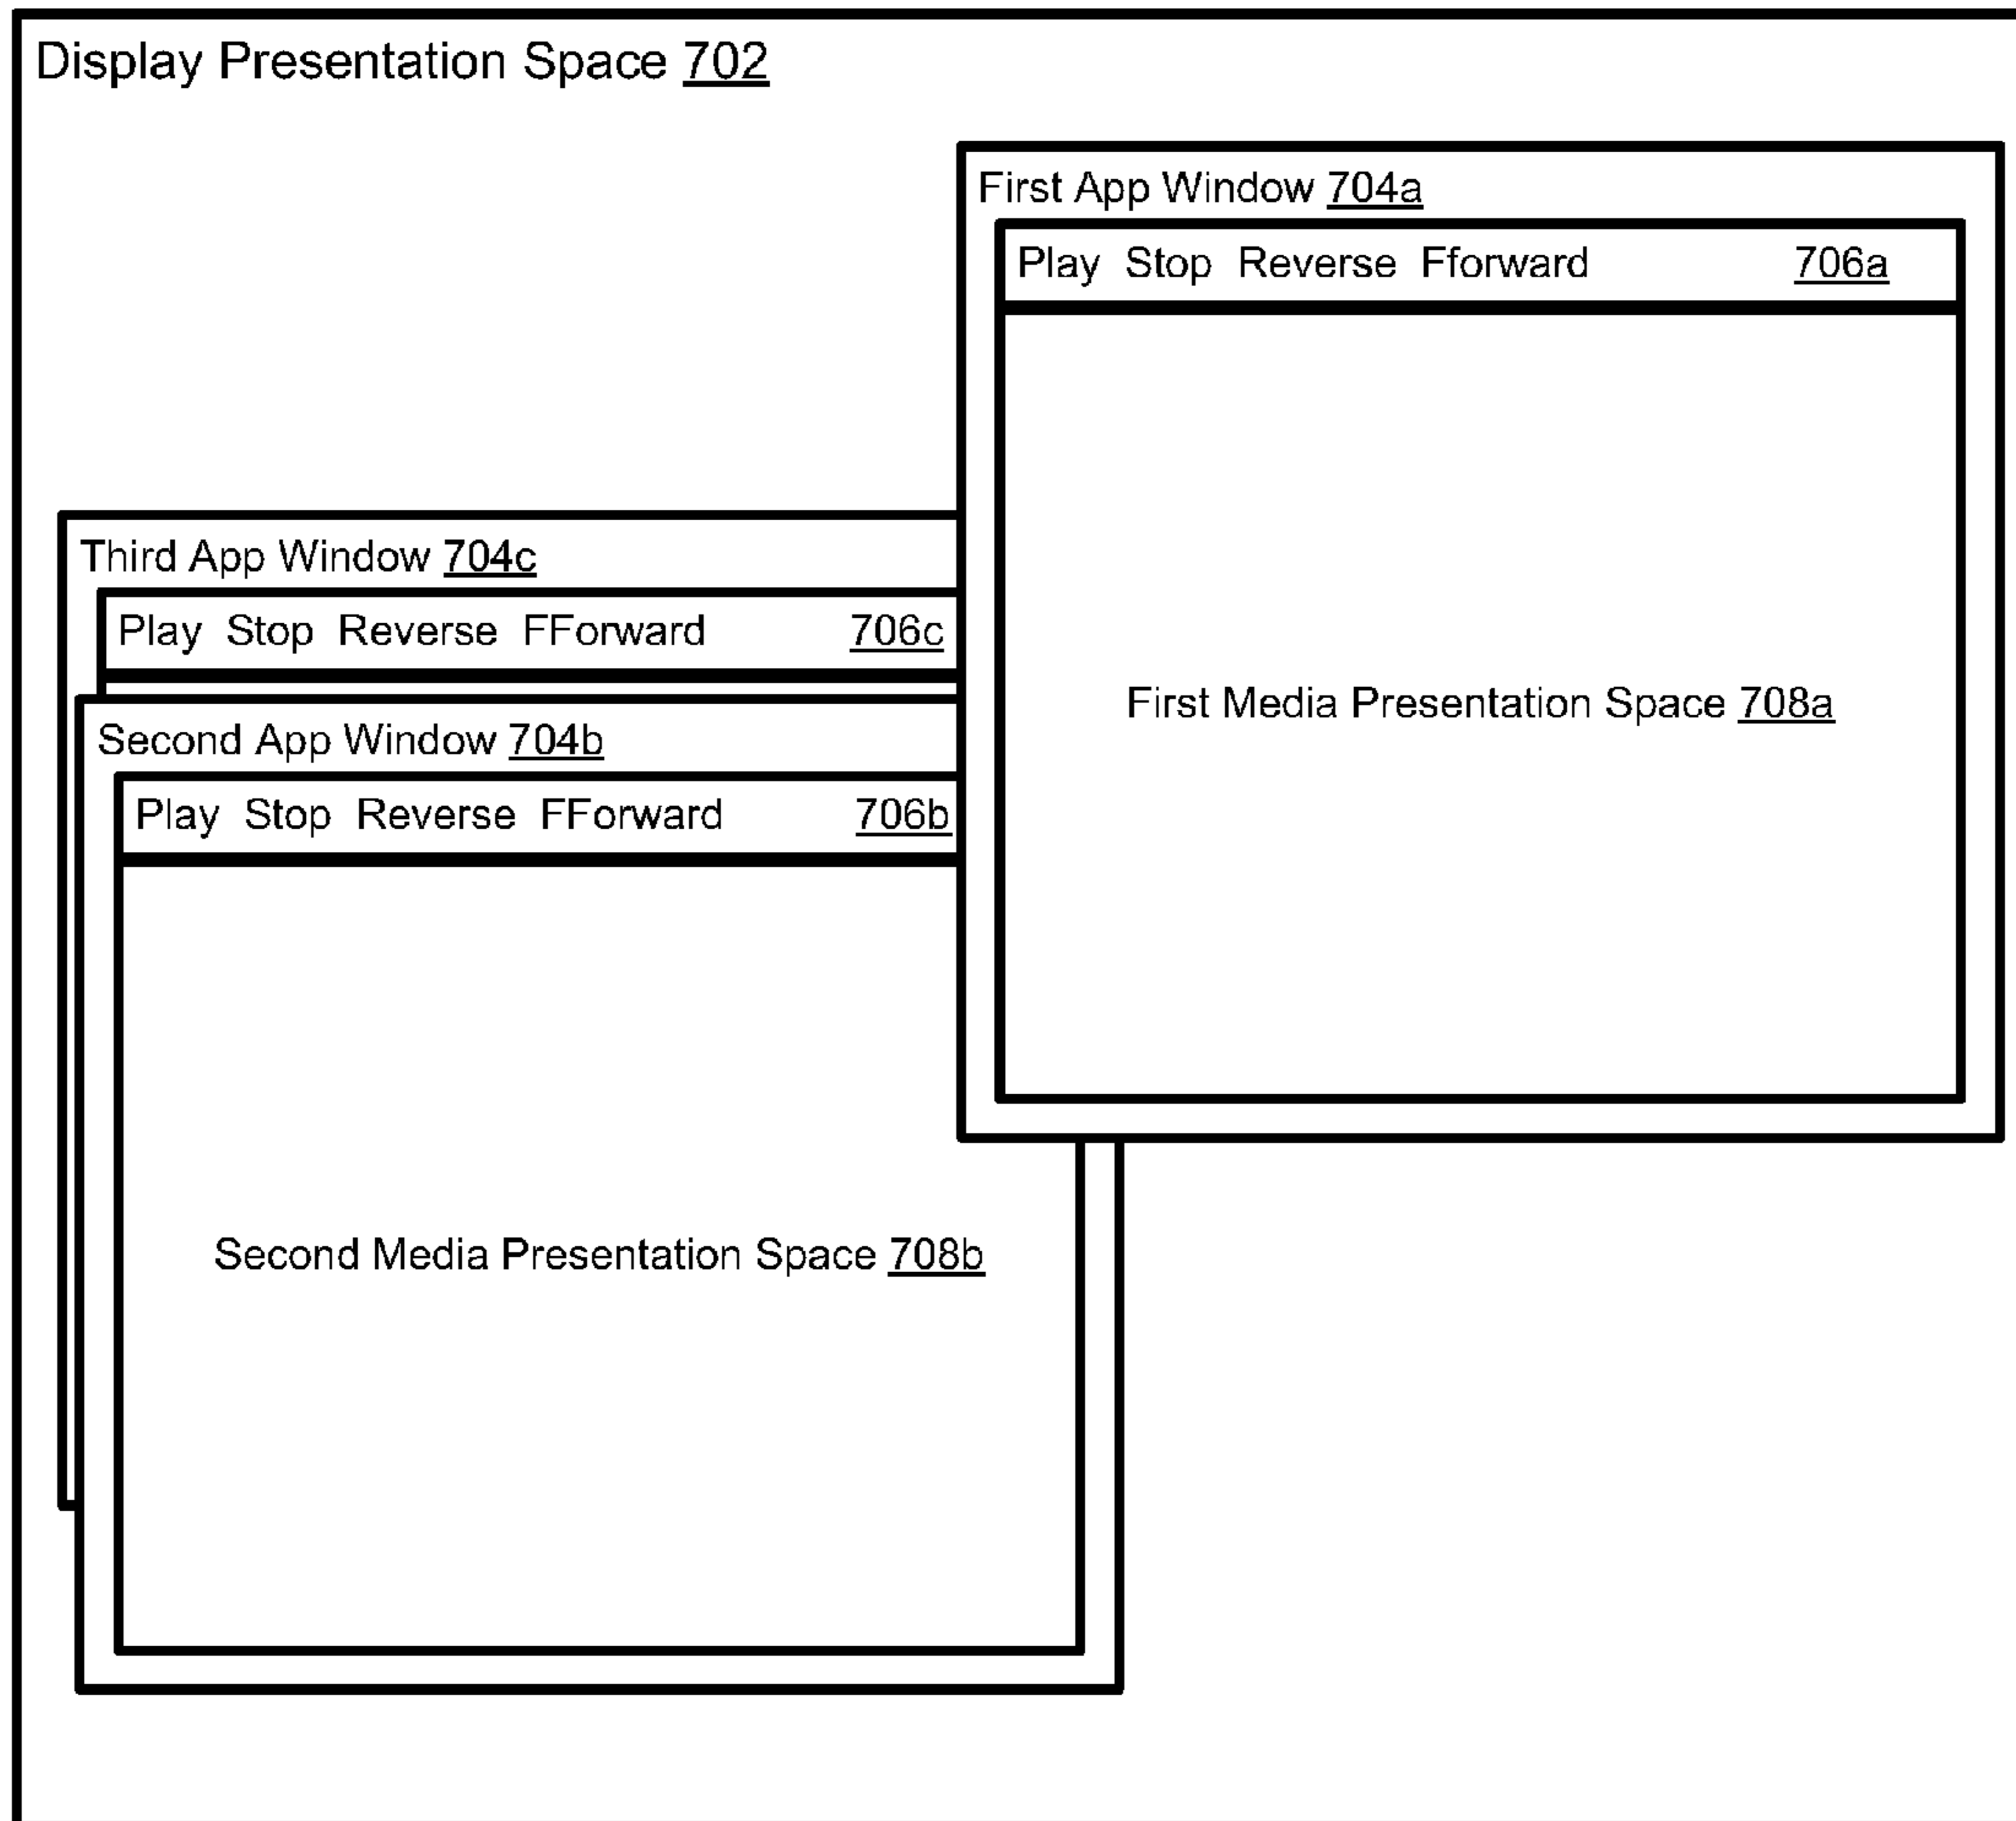 Display Presentation Space 702
First App Window 704a
Play Stop Reverse Fforward 706a
First Media Presentation Space 708a
Third App Window 704c
Play Stop Reverse FForward 706c
Second App Window 704b
Play Stop Reverse FForward 706b
Second Media Presentation Space 708b